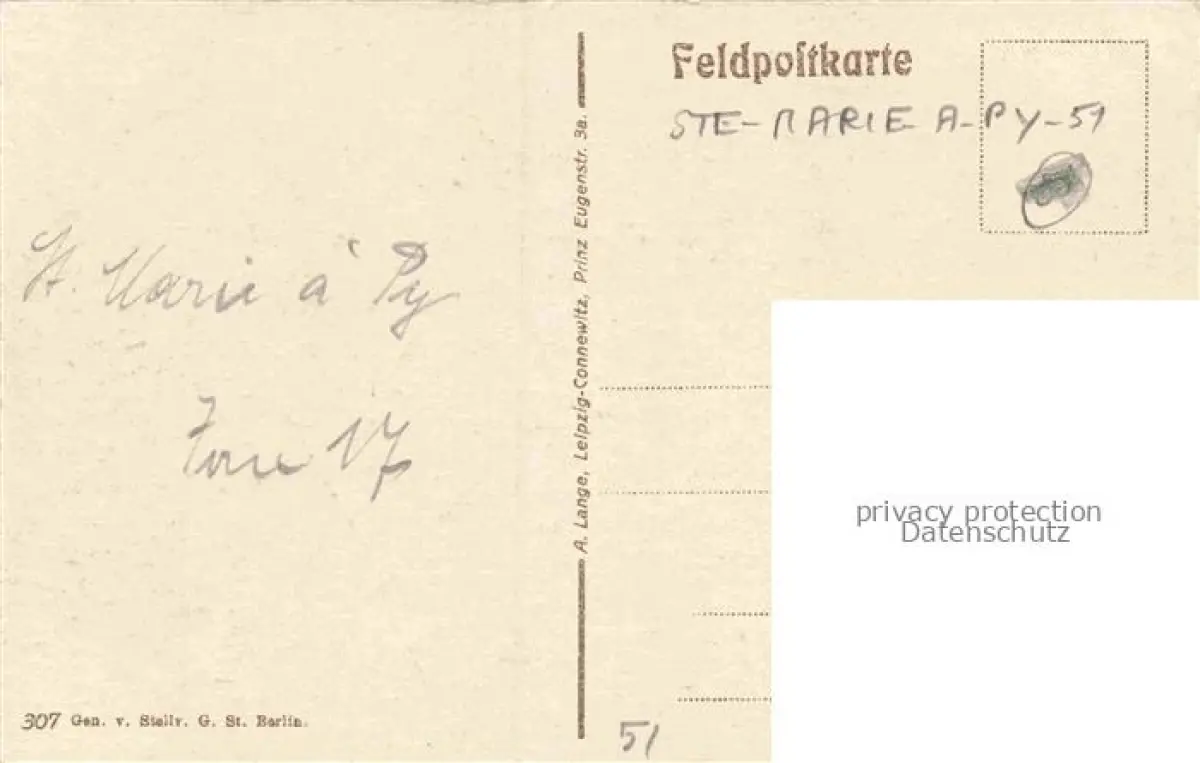 St. Marie à Py
17
307 Gen. v. Stellv. G. St. Berlin.
A. Lange, Leipzig-Connewitz, Prinz Eugenstr. 3a.
Feldpostkarte
STE-MARIE A-PY-51
51
privacy protection
Datenschutz